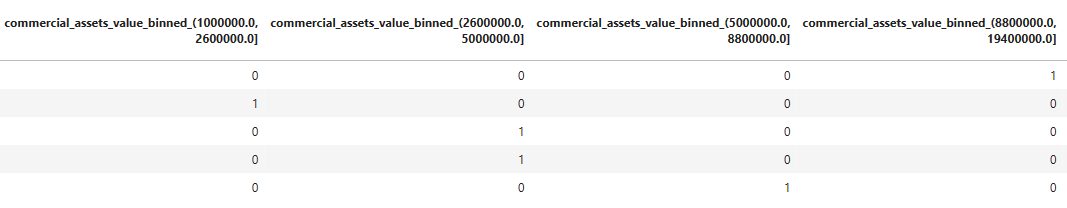 commercial_assets_value_binned_(1000000.0, commercial_assets_value_binned_(2600000.0, commercial_assets_value_binned_(5000000.0, commercial_assets_value_binned_(8800000.0,
2600000.0] 5000000.0] 8800000.0] 19400000.0]
0 0 0 1
1 0 0 0
0 1 0 0
0 1 0 0
0 0 1 0